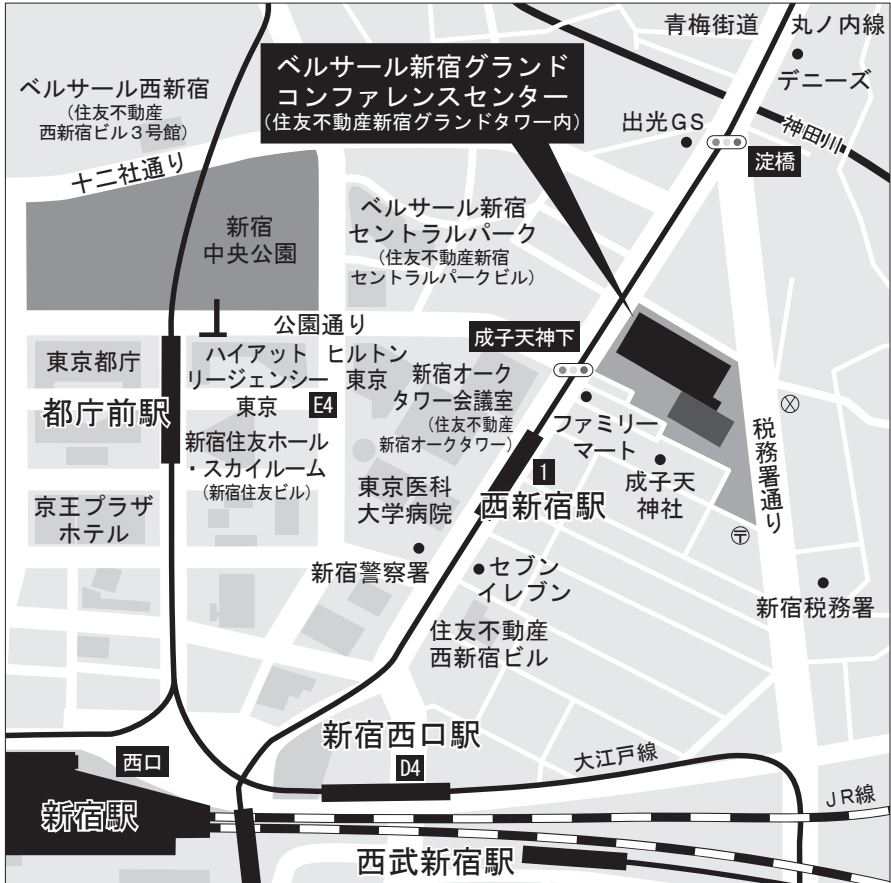 青梅街道
丸ノ内線
デニーズ
ベルサール新宿グランド
コンファレンスセンター
(住友不動産新宿グランドタワー内)
ベルサール西新宿
(住友不動産
西新宿ビル3号館)
出光GS
神田川
淀橋
十二社通り
新宿
中央公園
ベルサール新宿
セントラルパーク
(住友不動産新宿
セントラルパークビル)
公園通り
成子天神下
東京都庁
ハイアット
リージェンシー
東京
ヒルトン
東京
E4
新宿オーク
タワー会議室
(住友不動産
新宿オークタワー)
都庁前駅
新宿住友ホール
・スカイルーム
(新宿住友ビル)
ファミリー
マート
1
西新宿駅
成子天
神社
税務署通り
〒
京王プラザ
ホテル
東京医科
大学病院
新宿警察署
セブン
イレブン
新宿税務署
住友不動産
西新宿ビル
新宿西口駅
D4
大江戸線
西口
新宿駅
JR線
西武新宿駅